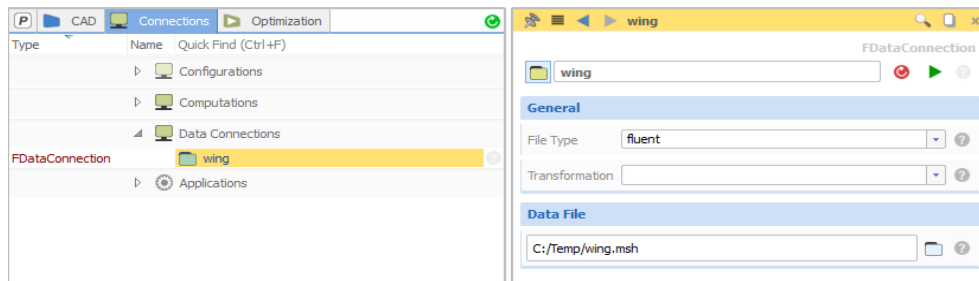 P CAD Connections Optimization
Type Name Quick Find (Ctrl+F)
Configurations
Computations
Data Connections
FDataConnection wing
Applications
wing
FDataConnection
wing
General
File Type fluent
Transformation
Data File
C:/Temp/wing.msh